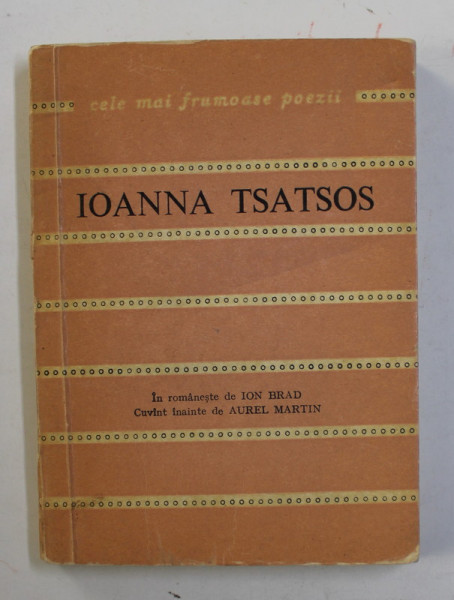 cele mai frumoase poezii
IOANNA TSATSOS
În românește de ION BRAD
Cuvînt înainte de AUREL MARTIN